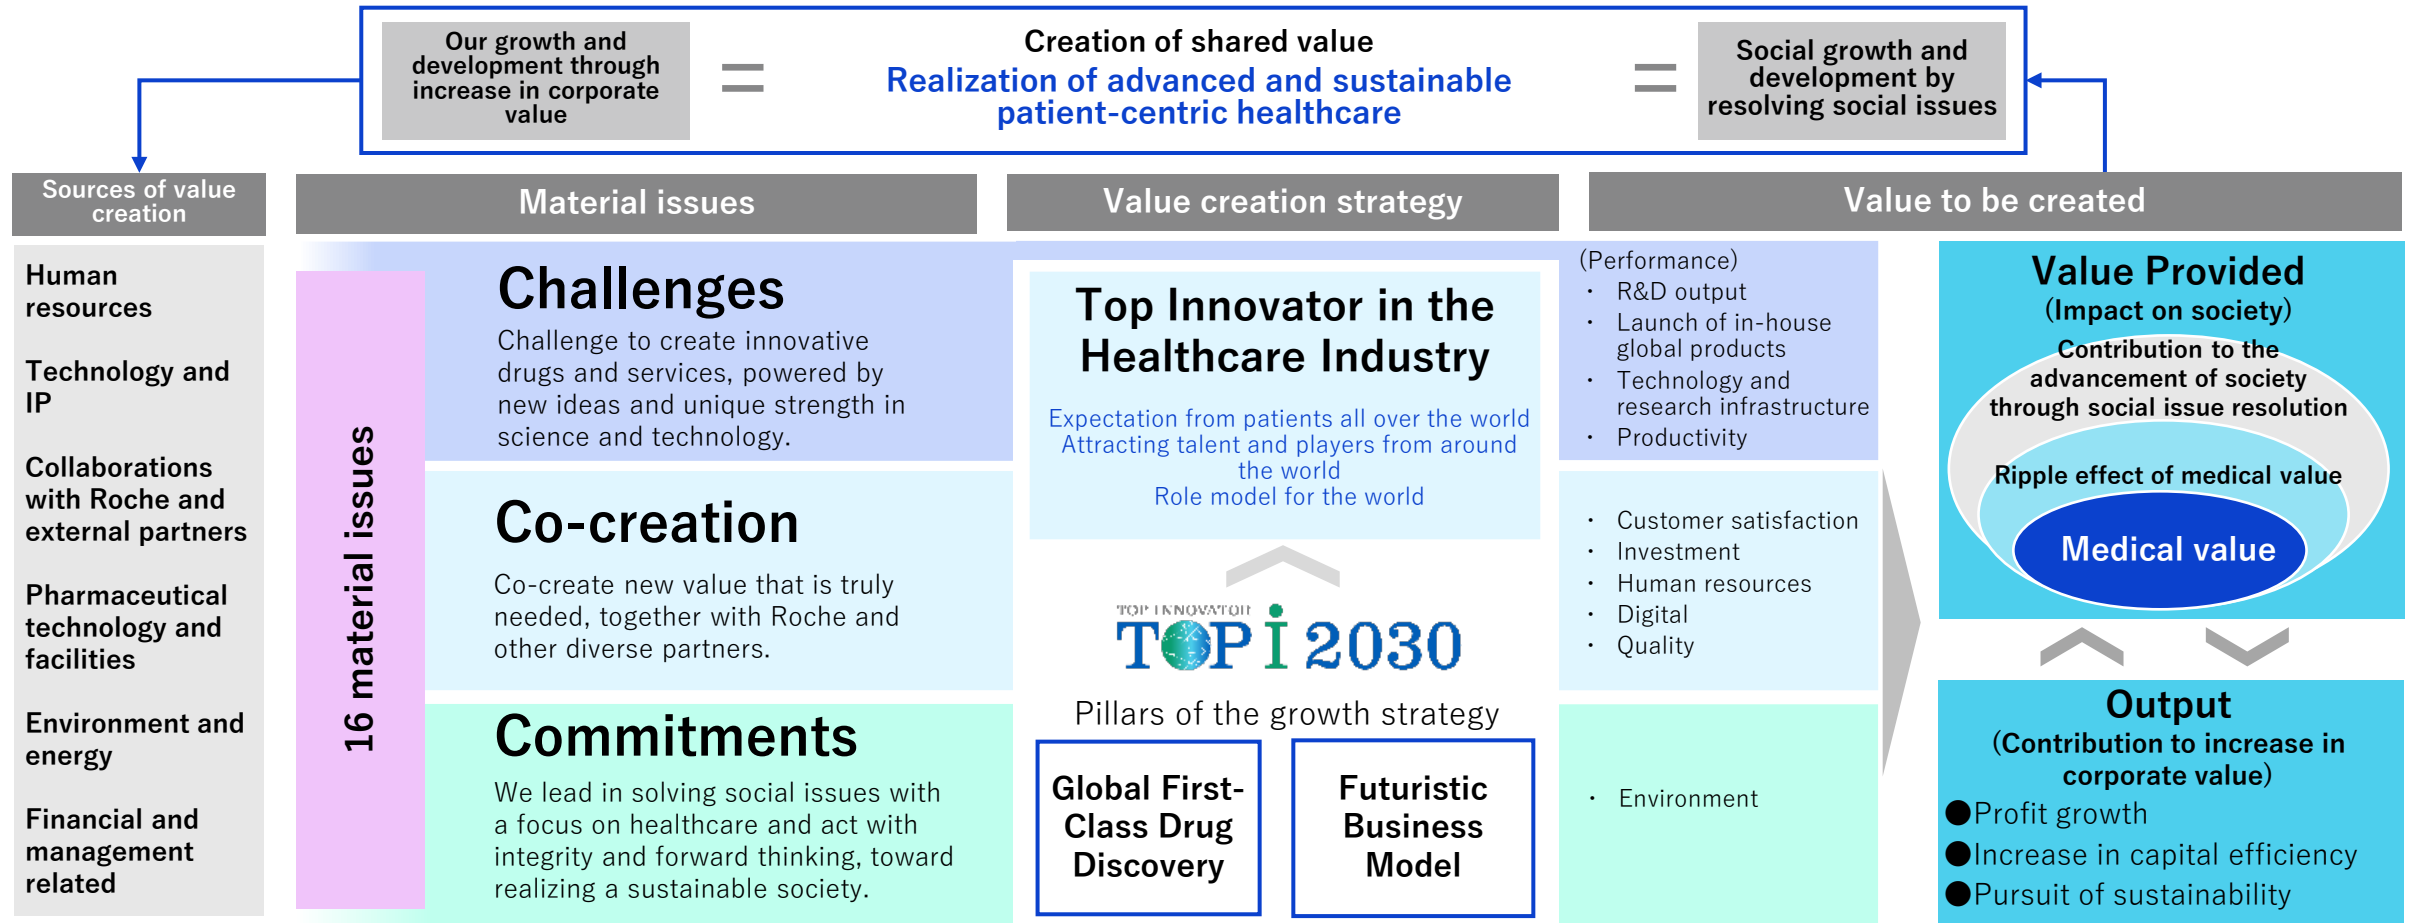 Our growth and
development through
increase in corporate
value
=
Creation of shared value
Realization of advanced and sustainable
patient-centric healthcare
=
Social growth and
development by
resolving social issues
Sources of value
creation
Human
resources
Technology and
IP
Collaborations
with Roche and
external partners
Pharmaceutical
technology and
facilities
Environment and
energy
Financial and
management
related
Material issues
16 material issues
Challenges
Challenge to create innovative
drugs and services, powered by
new ideas and unique strength in
science and technology.
Co-creation
Co-create new value that is truly
needed, together with Roche and
other diverse partners.
Commitments
We lead in solving social issues with
a focus on healthcare and act with
integrity and forward thinking, toward
realizing a sustainable society.
Value creation strategy
Top Innovator in the
Healthcare Industry
Expectation from patients all over the world
Attracting talent and players from around
the world
Role model for the world
TOP INNOVATOR
TOP i 2030
Pillars of the growth strategy
Global First-
Class Drug
Discovery
Futuristic
Business
Model
Value to be created
(Performance)
・ R&D output
・ Launch of in-house
global products
・ Technology and
research infrastructure
・ Productivity
・ Customer satisfaction
・ Investment
・ Human resources
・ Digital
・ Quality
・ Environment
Value Provided
(Impact on society)
Contribution to the
advancement of society
through social issue resolution
Ripple effect of medical value
Medical value
Output
(Contribution to increase in
corporate value)
●Profit growth
●Increase in capital efficiency
●Pursuit of sustainability